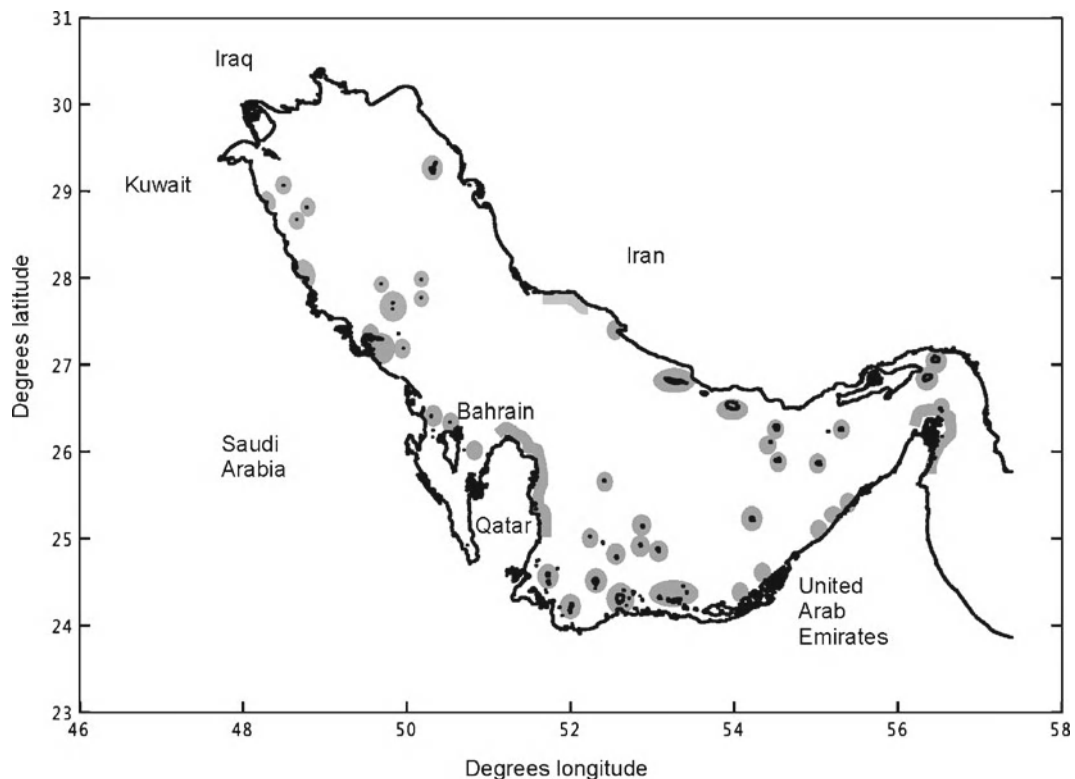 31
Iraq
30
Kuwait
29
Iran
28
27
Degrees latitude
Bahrain
26
Saudi
Arabia
Qatar
25
United
Arab
Emirates
24
23
46
48
50
52
54
56
58
Degrees longitude